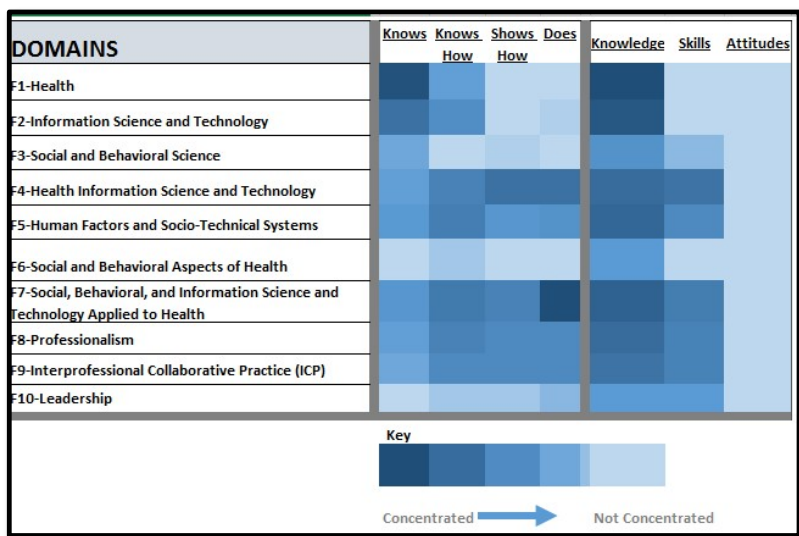 DOMAINS
Knows Knows How Shows How Does Knowledge Skills Attitudes
F1-Health
F2-Information Science and Technology
F3-Social and Behavioral Science
F4-Health Information Science and Technology
F5-Human Factors and Socio-Technical Systems
F6-Social and Behavioral Aspects of Health
F7-Social, Behavioral, and Information Science and
Technology Applied to Health
F8-Professionalism
F9-Interprofessional Collaborative Practice (ICP)
F10-Leadership
Key
Concentrated Not Concentrated